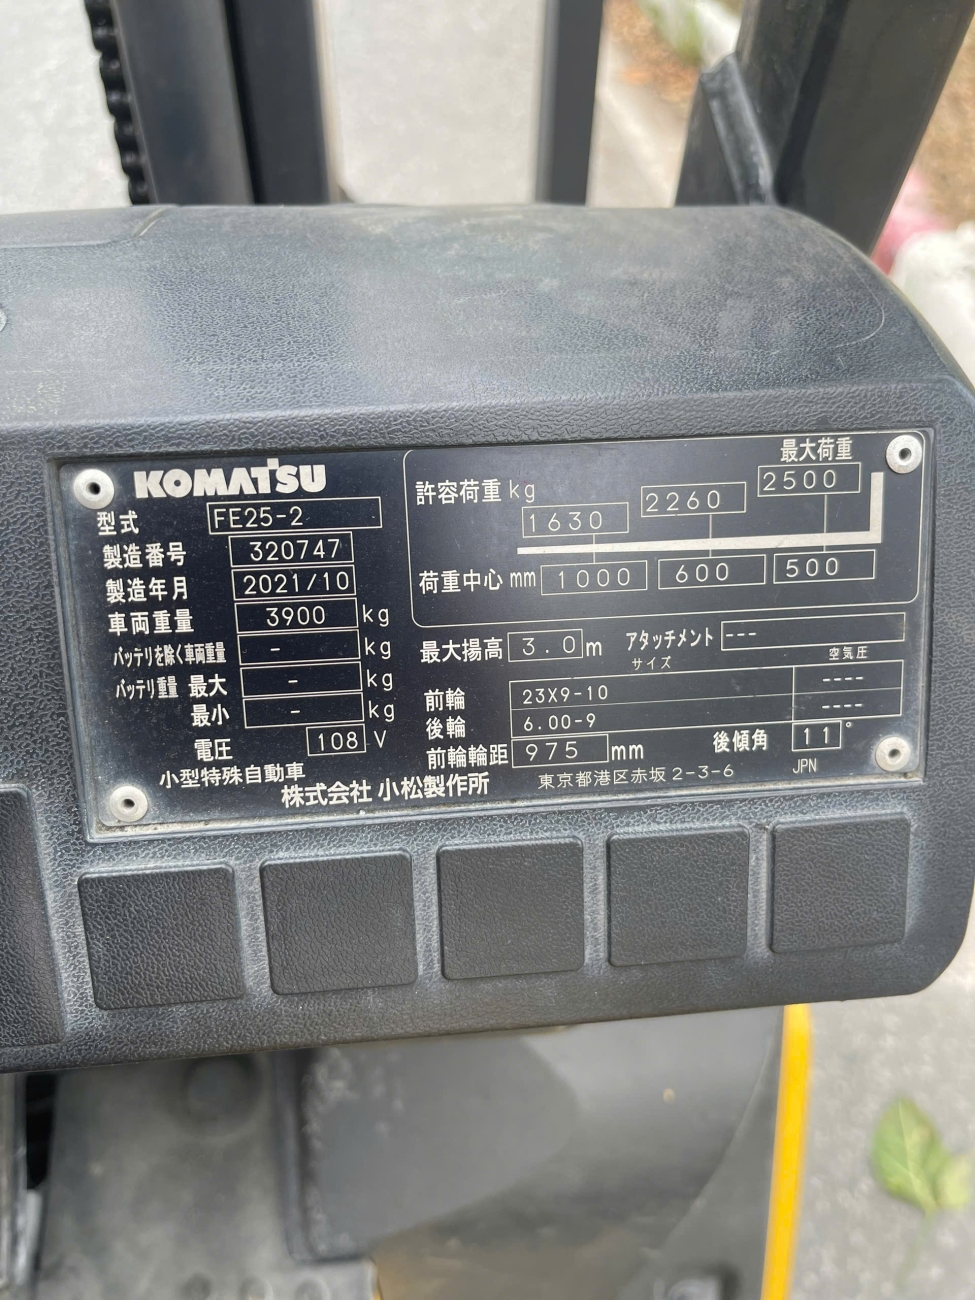 KOMATSU
型式 FE25-2
製造番号 320747
製造年月 2021/10
車両重量 3900 kg
バッテリを除く車両重量 - kg
バッテリ重量 最大 - kg
最小 - kg
電圧 108 V
小型特殊自動車
最大荷重
許容荷重 kg 1630 2260 2500
荷重中心 mm 1000 600 500
最大揚高 3.0 m アタッチメント ---
サイズ 空気圧
前輪 23X9-10 ----
後輪 6.00-9 ----
前輪輪距 975 mm 後傾角 11°
株式会社 小松製作所 東京都港区赤坂2-3-6 JPN